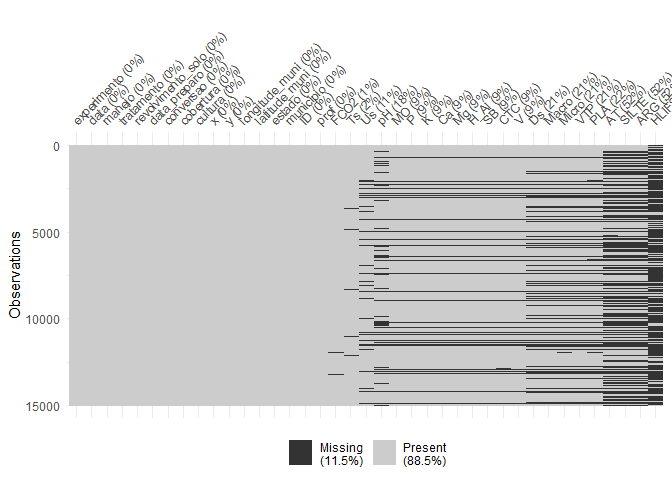 experimento (0%)
data (0%)
manejo (0%)
tratamento (0%)
revolvimento_solo (0%)
data_preparo (0%)
conversao (0%)
cobertura (0%)
cultura (0%)
x (0%)
y (0%)
longitude_muni (0%)
latitude_muni (0%)
estado (0%)
municipio (0%)
ID (0%)
prof (0%)
FCO2 (1%)
Ts (2%)
Us (11%)
pH (18%)
MO (9%)
P (9%)
K (9%)
Ca (9%)
Mg (9%)
H_Al (9%)
SB (9%)
CTC (9%)
V (9%)
Ds (21%)
Macro (21%)
Micro (21%)
VTP (21%)
PLA (22%)
AT (52%)
SILTE (52%)
ARG (52%)
HLIFS
0
5000
10000
15000
Observations
Missing
(11.5%)
Present
(88.5%)